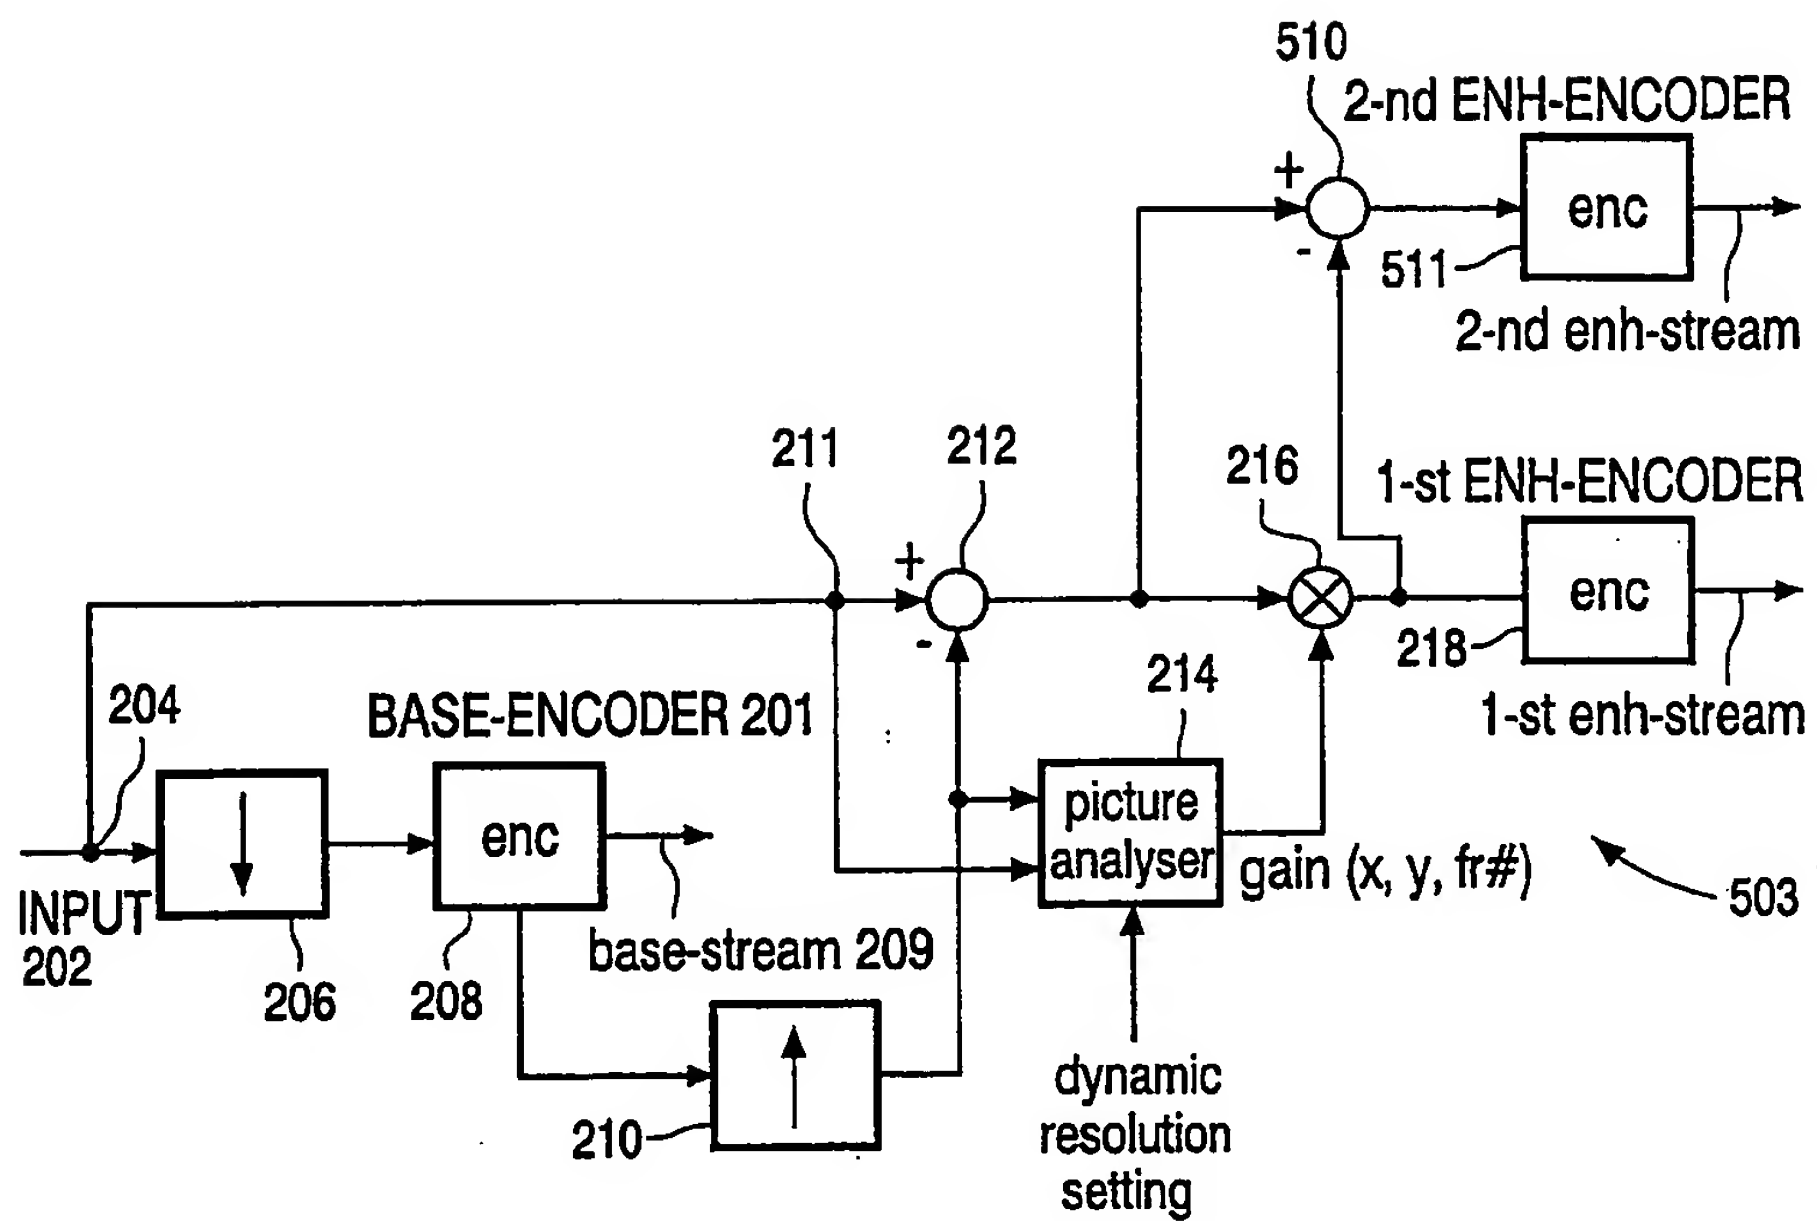 510
2-nd ENH-ENCODER
+
enc
-
511
2-nd enh-stream
211
212
216
1-st ENH-ENCODER
+
enc
-
218
1-st enh-stream
204
BASE-ENCODER 201
214
enc
picture
analyser
gain (x, y, fr#)
503
INPUT
202
206
208
base-stream 209
210
dynamic
resolution
setting